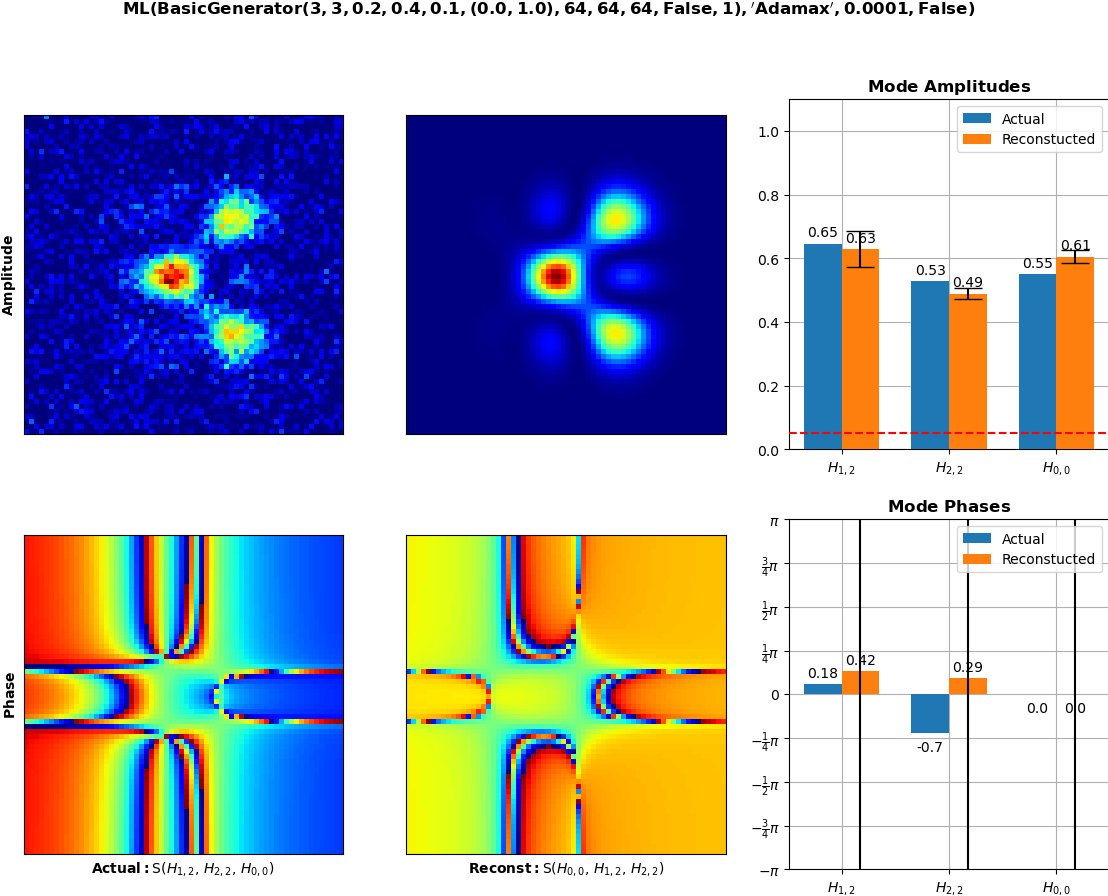 ML(BasicGenerator(3, 3, 0.2, 0.4, 0.1, (0.0, 1.0), 64, 64, 64, False, 1), ′Adamax′, 0.0001, False)
Mode Amplitudes
Amplitude
Actual
Reconstucted
1.0
0.8
0.6
0.4
0.2
0.0
0.65
0.63
0.53
0.49
0.55
0.61
H1,2
H2,2
H0,0
Mode Phases
Phase
Actual
Reconstucted
π
3/4π
1/2π
1/4π
0
−1/4π
−1/2π
−3/4π
−π
0.18
0.42
-0.7
0.29
0.0
0.0
H1,2
H2,2
H0,0
Actual: S(H1,2, H2,2, H0,0)
Reconst: S(H0,0, H1,2, H2,2)